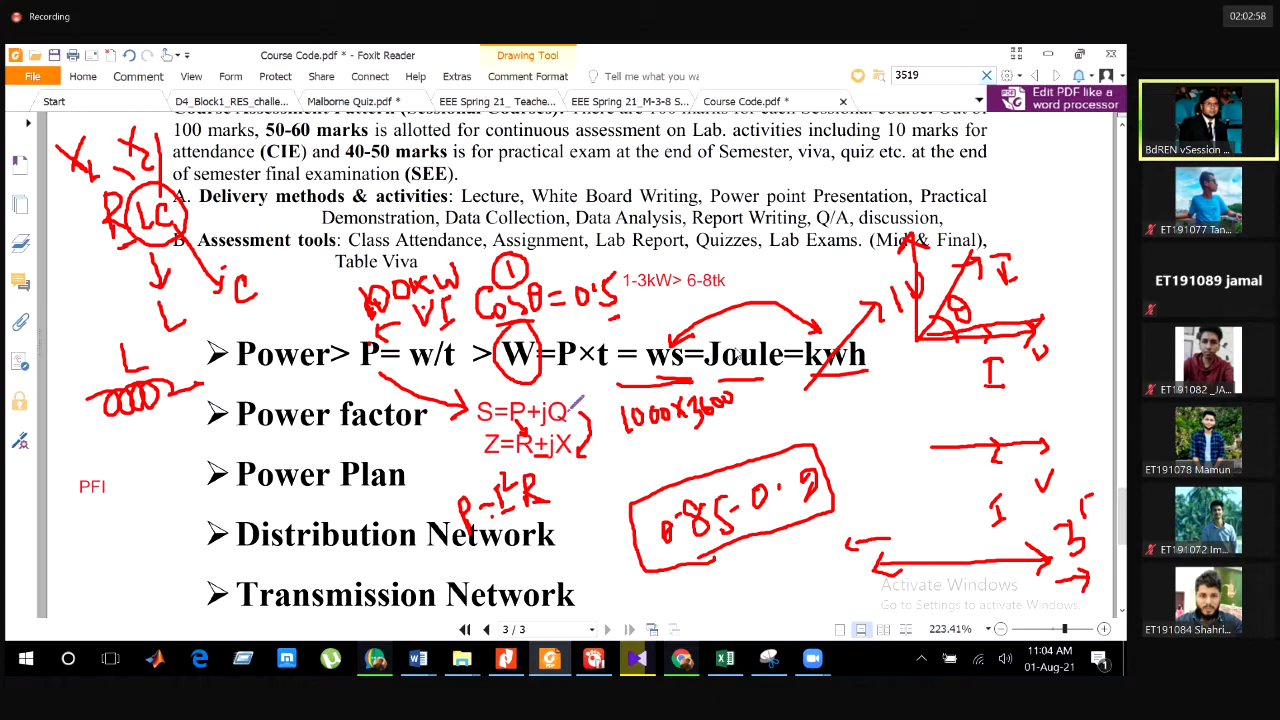 Recording
02:02:58
Course Code.pdf * - Foxit Reader
Drawing Tool
File Home Comment View Form Protect Share Connect Help Extras Comment Format Tell me what you wa
3519
Start D4_Block1_RES_challe... Malborne Quiz.pdf * EEE Spring 21_ Teache... EEE Spring 21_M-3-8 S... Course Code.pdf *
Edit PDF like a
word processor
100 marks, 50-60 marks is allotted for continuous assessment on Lab. activities including 10 marks for
attendance (CIE) and 40-50 marks is for practical exam at the end of Semester, viva, quiz etc. at the end
of semester final examination (SEE).
A. Delivery methods & activities: Lecture, White Board Writing, Power point Presentation, Practical
Demonstration, Data Collection, Data Analysis, Report Writing, Q/A, discussion,
B. Assessment tools: Class Attendance, Assignment, Lab Report, Quizzes, Lab Exams. (Mid & Final),
Table Viva
R LC
L
C
L
100KW
VI
1
Cosθ = 0.5
1-3kW> 6-8tk
➢ Power> P= w/t > W=P×t = ws=Joule=kwh
1000×3600
θ
I
V
➢ Power factor
S=P+jQ
Z=R+jX
P=I²R
➢ Power Plan
PFI
I
V
➢ Distribution Network
➢ Transmission Network
Activate Windows
Go to Settings to activate Windows.
3 / 3
223.41%
11:04 AM
01-Aug-21
BdREN vSession ...
ET191077 Tan...
ET191089 jamal
ET191082 _JA...
ET191078 Mamun
ET191072 Im...
ET191084 Shahri...